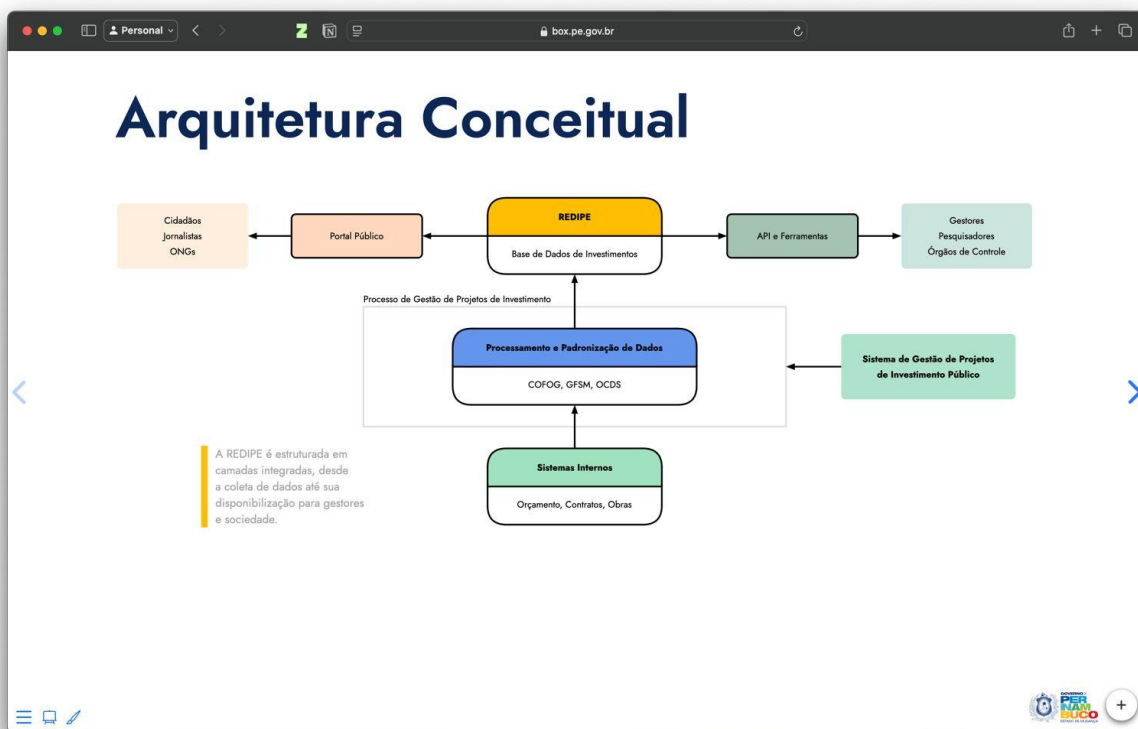 Personal
box.pe.gov.br
Arquitetura Conceitual
Cidadãos
Jornalistas
ONGs
Portal Público
REDIPE
Base de Dados de Investimentos
API e Ferramentas
Gestores
Pesquisadores
Órgãos de Controle
Processo de Gestão de Projetos de Investimento
Processamento e Padronização de Dados
COFOG, GFSM, OCDS
Sistema de Gestão de Projetos
de Investimento Público
A REDIPE é estruturada em
camadas integradas, desde
a coleta de dados até sua
disponibilização para gestores
e sociedade.
Sistemas Internos
Orçamento, Contratos, Obras
PER
NAM
BUCO